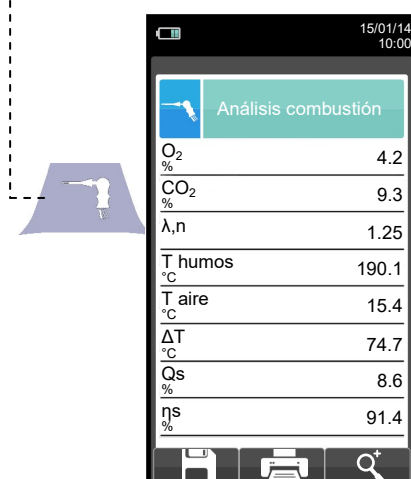 15/01/14
10:00
Análisis combustión
O₂ % 4.2
CO₂ % 9.3
λ,n 1.25
T humos °C 190.1
T aire °C 15.4
ΔT °C 74.7
Qs % 8.6
ηs % 91.4